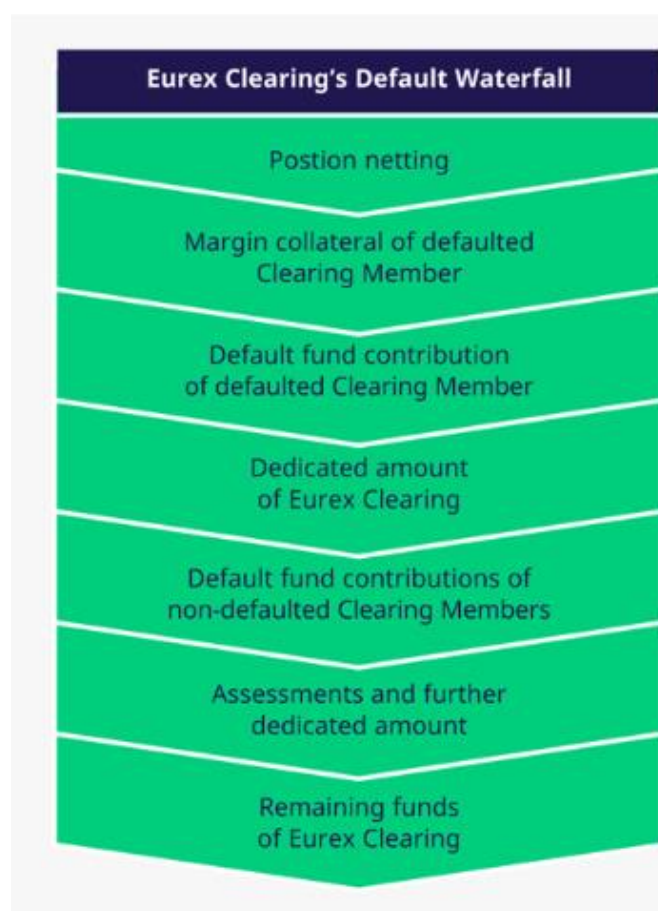 Eurex Clearing's Default Waterfall
Postion netting
Margin collateral of defaulted
Clearing Member
Default fund contribution
of defaulted Clearing Member
Dedicated amount
of Eurex Clearing
Default fund contributions of
non-defaulted Clearing Members
Assessments and further
dedicated amount
Remaining funds
of Eurex Clearing